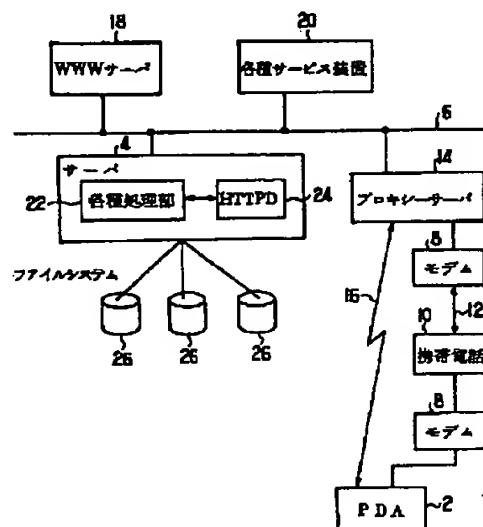 18
WWWサーバ
20
各種サービス装置
6
4
サーバ
22
各種処理部
HTTPD
24
14
プロキシーサーバ
8
モデム
16
12
10
携帯電話
8
モデム
ファイルシステム
26
26
26
PDA
2